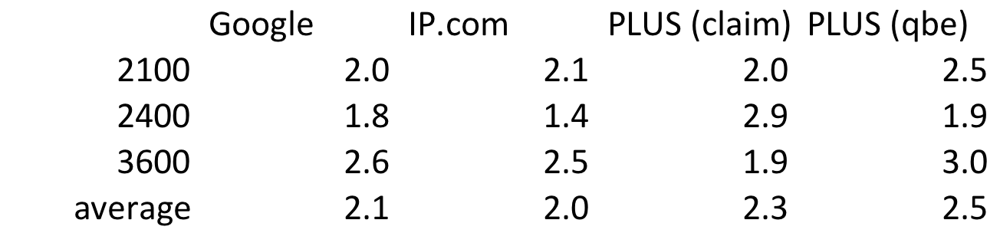 Google IP.com PLUS (claim) PLUS (qbe)
2100 2.0 2.1 2.0 2.5
2400 1.8 1.4 2.9 1.9
3600 2.6 2.5 1.9 3.0
average 2.1 2.0 2.3 2.5